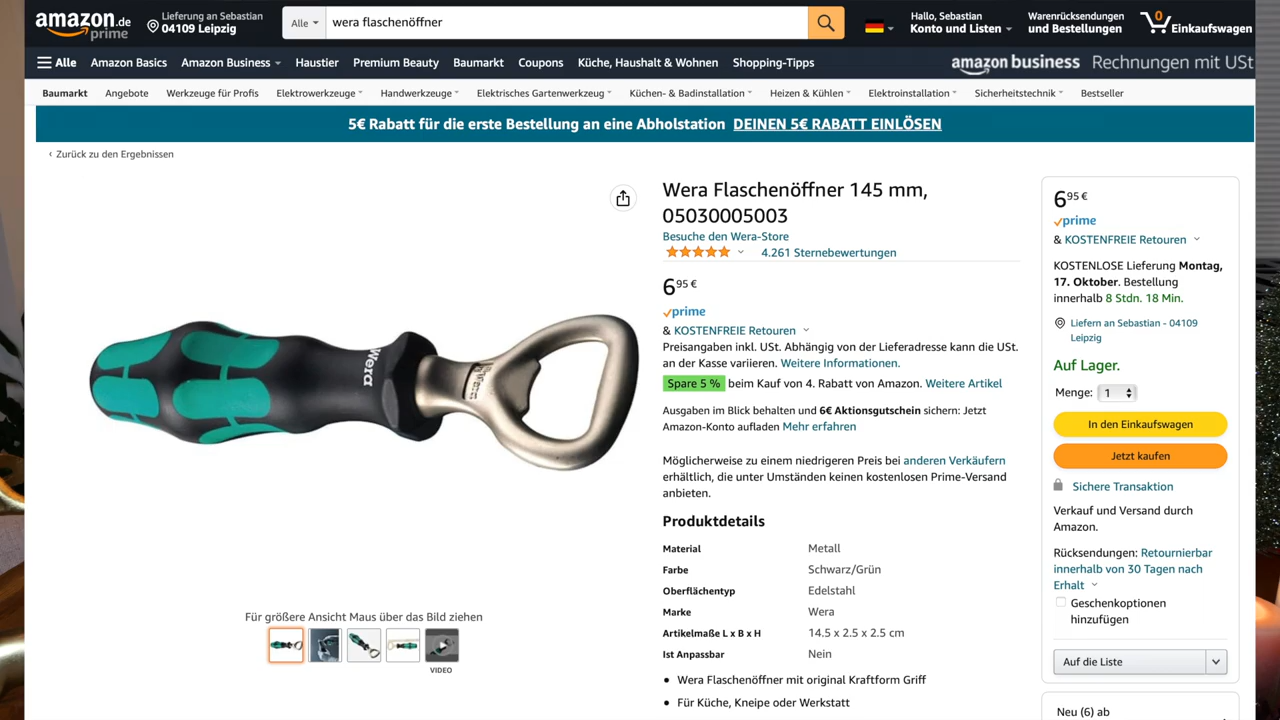 amazon.de
prime
Lieferung an Sebastian
04109 Leipzig
Alle
wera flaschenöffner
Hallo, Sebastian
Konto und Listen
Warenrücksendungen
und Bestellungen
0
Einkaufswagen
Alle
Amazon Basics
Amazon Business
Haustier
Premium Beauty
Baumarkt
Coupons
Küche, Haushalt & Wohnen
Shopping-Tipps
amazon business Rechnungen mit USt
Baumarkt
Angebote
Werkzeuge für Profis
Elektrowerkzeuge
Handwerkzeuge
Elektrisches Gartenwerkzeug
Küchen- & Badinstallation
Heizen & Kühlen
Elektroinstallation
Sicherheitstechnik
Bestseller
5€ Rabatt für die erste Bestellung an eine Abholstation DEINEN 5€ RABATT EINLÖSEN
‹ Zurück zu den Ergebnissen
Wera
Wera
Für größere Ansicht Maus über das Bild ziehen
VIDEO
Wera Flaschenöffner 145 mm,
05030005003
Besuche den Wera-Store
4.261 Sternebewertungen
6 95 €
prime
& KOSTENFREIE Retouren
Preisangaben inkl. USt. Abhängig von der Lieferadresse kann die USt.
an der Kasse variieren. Weitere Informationen.
Spare 5 % beim Kauf von 4. Rabatt von Amazon. Weitere Artikel
Ausgaben im Blick behalten und 6€ Aktionsgutschein sichern: Jetzt
Amazon-Konto aufladen Mehr erfahren
Möglicherweise zu einem niedrigeren Preis bei anderen Verkäufern
erhältlich, die unter Umständen keinen kostenlosen Prime-Versand
anbieten.
Produktdetails
Material Metall
Farbe Schwarz/Grün
Oberflächentyp Edelstahl
Marke Wera
Artikelmaße L x B x H 14.5 x 2.5 x 2.5 cm
Ist Anpassbar Nein
• Wera Flaschenöffner mit original Kraftform Griff
• Für Küche, Kneipe oder Werkstatt
6 95 €
prime
& KOSTENFREIE Retouren
KOSTENLOSE Lieferung Montag,
17. Oktober. Bestellung
innerhalb 8 Stdn. 18 Min.
Liefern an Sebastian - 04109
Leipzig
Auf Lager.
Menge: 1
In den Einkaufswagen
Jetzt kaufen
Sichere Transaktion
Verkauf und Versand durch
Amazon.
Rücksendungen: Retournierbar
innerhalb von 30 Tagen nach
Erhalt
Geschenkoptionen
hinzufügen
Auf die Liste
Neu (6) ab